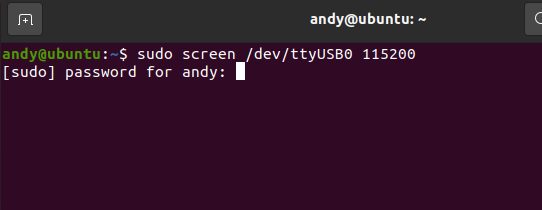 andy@ubuntu: ~
andy@ubuntu:~$ sudo screen /dev/ttyUSB0 115200
[sudo] password for andy: